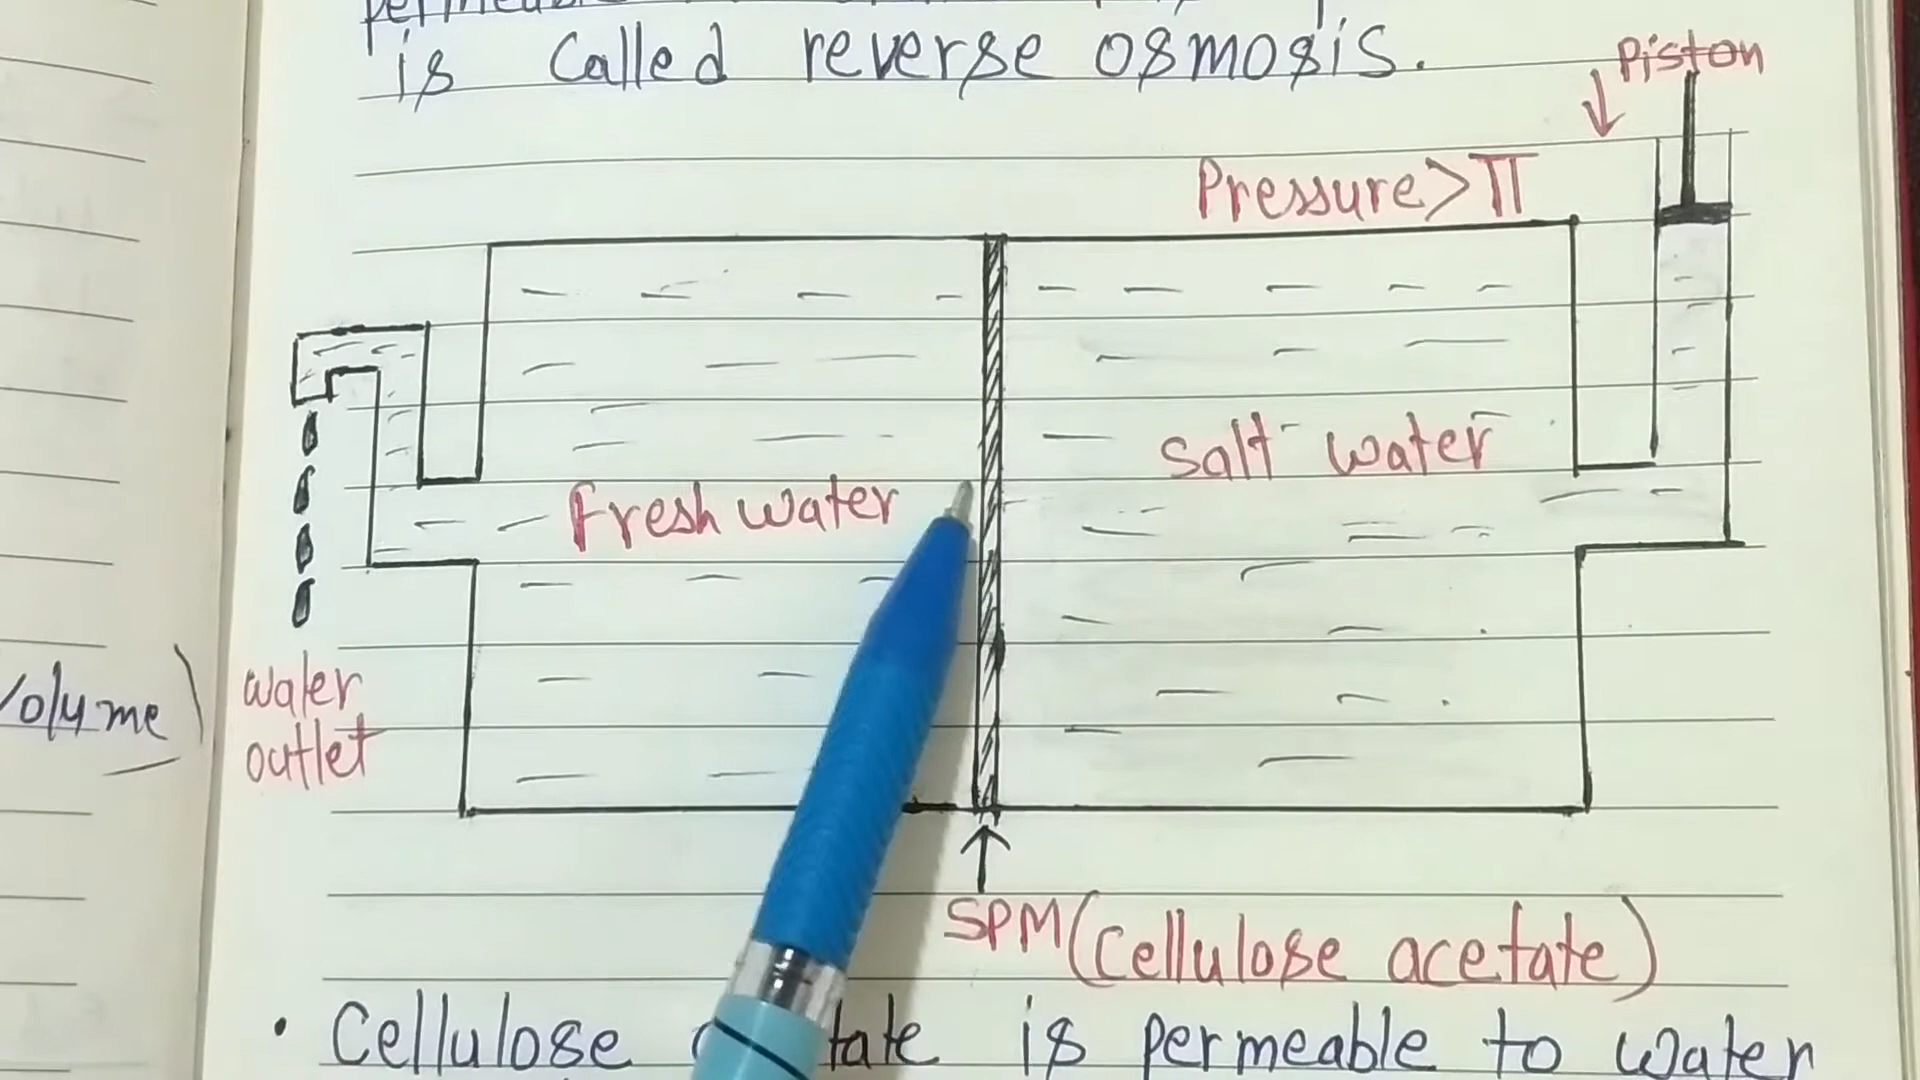 is called reverse osmosis.
Piston
Pressure > π
Salt water
Fresh water
water
outlet
Volume)
SPM (Cellulose acetate)
• Cellulose tate is permeable to water